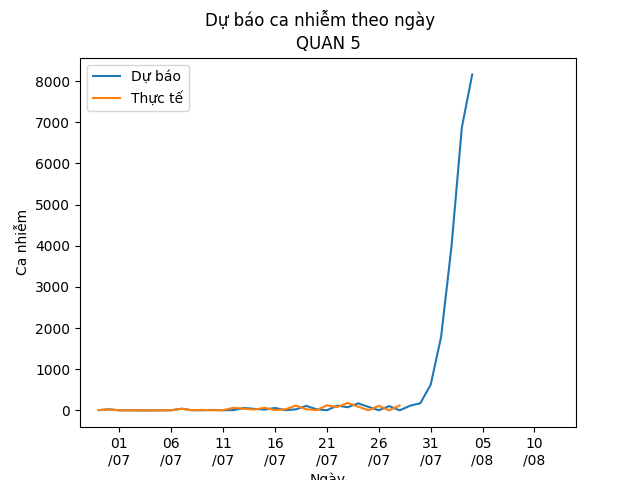 Dự báo ca nhiễm theo ngày
QUAN 5
Dự báo
Thực tế
Ca nhiễm
8000
7000
6000
5000
4000
3000
2000
1000
0
01 06 11 16 21 26 31 05 10
/07 /07 /07 /07 /07 /07 /07 /08 /08
Ngày